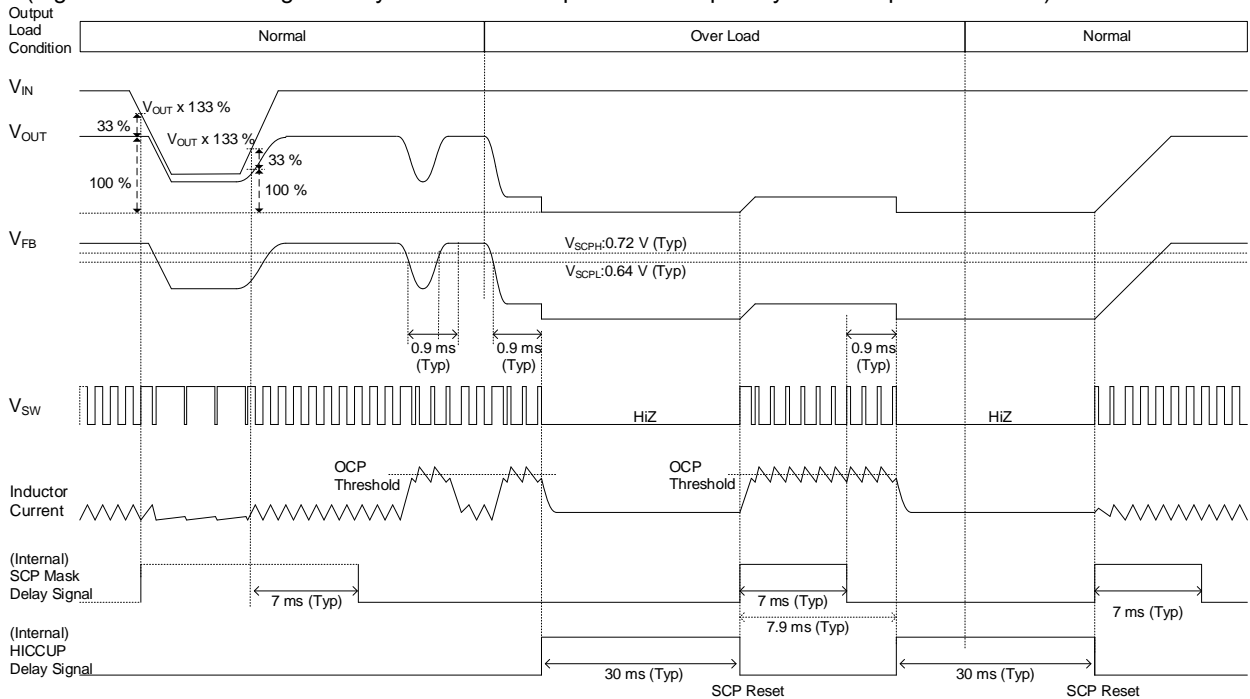 Output
Load
Condition
Normal
Over Load
Normal
VIN
VOUT x 133 %
33 %
VOUT
VOUT x 133 %
33 %
100 %
100 %
VFB
VSCPH:0.72 V (Typ)
VSCPL:0.64 V (Typ)
0.9 ms
(Typ)
0.9 ms
(Typ)
0.9 ms
(Typ)
VSW
HiZ
HiZ
OCP
Threshold
OCP
Threshold
Inductor
Current
(Internal)
SCP Mask
Delay Signal
7 ms (Typ)
7 ms (Typ)
7 ms (Typ)
7.9 ms (Typ)
(Internal)
HICCUP
Delay Signal
30 ms (Typ)
30 ms (Typ)
SCP Reset
SCP Reset